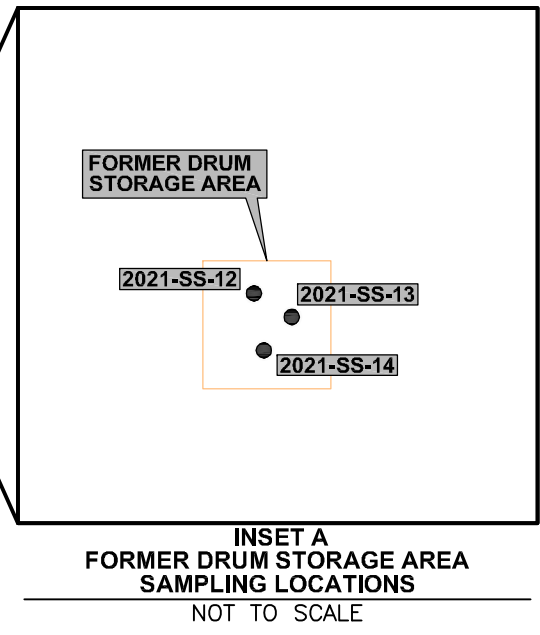 FORMER DRUM
STORAGE AREA
2021-SS-12
2021-SS-13
2021-SS-14
INSET A
FORMER DRUM STORAGE AREA
SAMPLING LOCATIONS
NOT TO SCALE